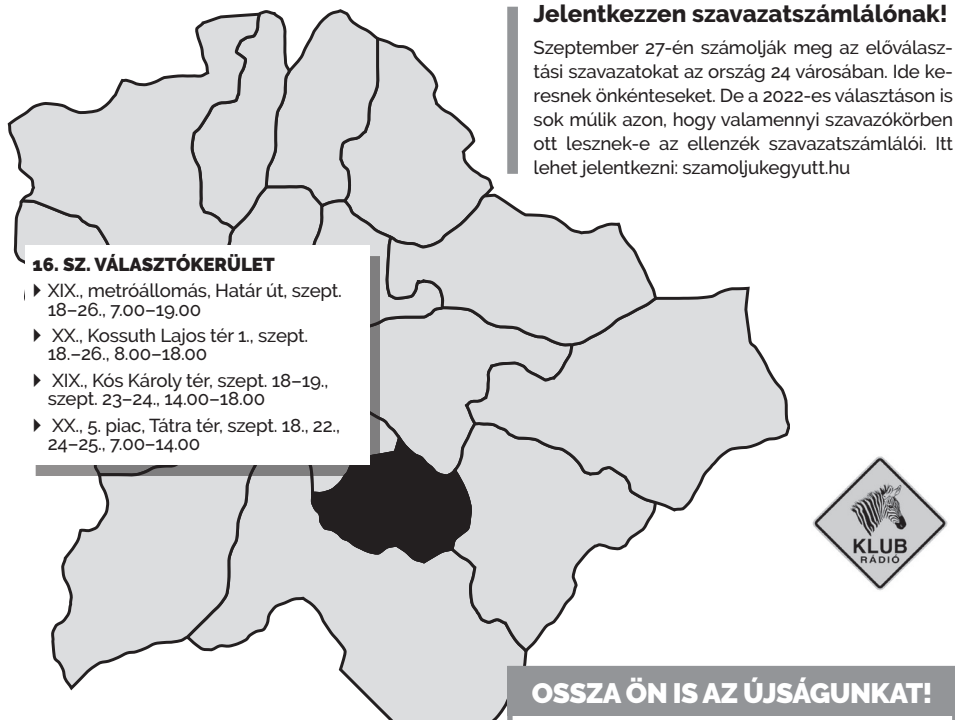 Jelentkezzen szavazatszámlálónak!
Szeptember 27-én számolják meg az előválasz-
tási szavazatokat az ország 24 városában. Ide ke-
resnek önkénteseket. De a 2022-es választáson is
sok múlik azon, hogy valamennyi szavazókörben
ott lesznek-e az ellenzék szavazatszámlálói. Itt
lehet jelentkezni: szamoljukegyutt.hu
16. SZ. VÁLASZTÓKERÜLET
XIX., metróállomás, Határ út, szept.
18–26., 7.00–19.00
XX., Kossuth Lajos tér 1., szept.
18.–26., 8.00–18.00
XIX., Kós Károly tér, szept. 18–19.,
szept. 23–24., 14.00–18.00
XX., 5. piac, Tátra tér, szept. 18., 22.,
24–25., 7.00–14.00
KLUB
RÁDIÓ
OSSZA ÖN IS AZ ÚJSÁGUNKAT!